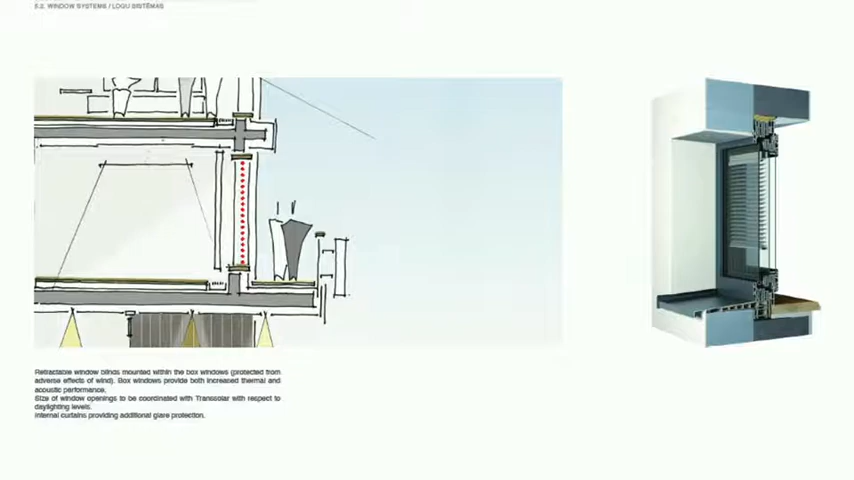 5.2. WINDOW SYSTEMS / LOGU SISTĒMAS
Retractable window blinds mounted within the box windows (protected from
adverse effects of wind). Box windows provide both increased thermal and
acoustic performance.
Size of window openings to be coordinated with Transsolar with respect to
daylighting levels.
Internal curtains providing additional glare protection.